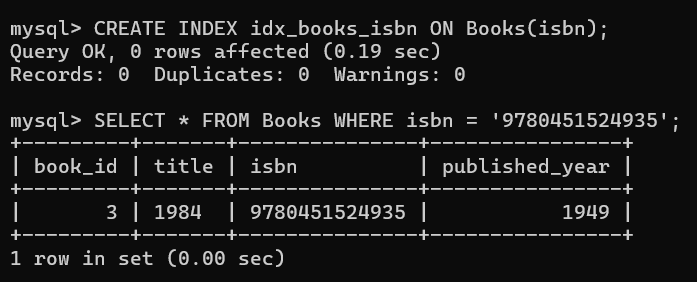 mysql> CREATE INDEX idx_books_isbn ON Books(isbn);
Query OK, 0 rows affected (0.19 sec)
Records: 0  Duplicates: 0  Warnings: 0

mysql> SELECT * FROM Books WHERE isbn = '9780451524935';
+---------+-------+---------------+----------------+
| book_id | title | isbn          | published_year |
+---------+-------+---------------+----------------+
|       3 | 1984  | 9780451524935 |           1949 |
+---------+-------+---------------+----------------+
1 row in set (0.00 sec)